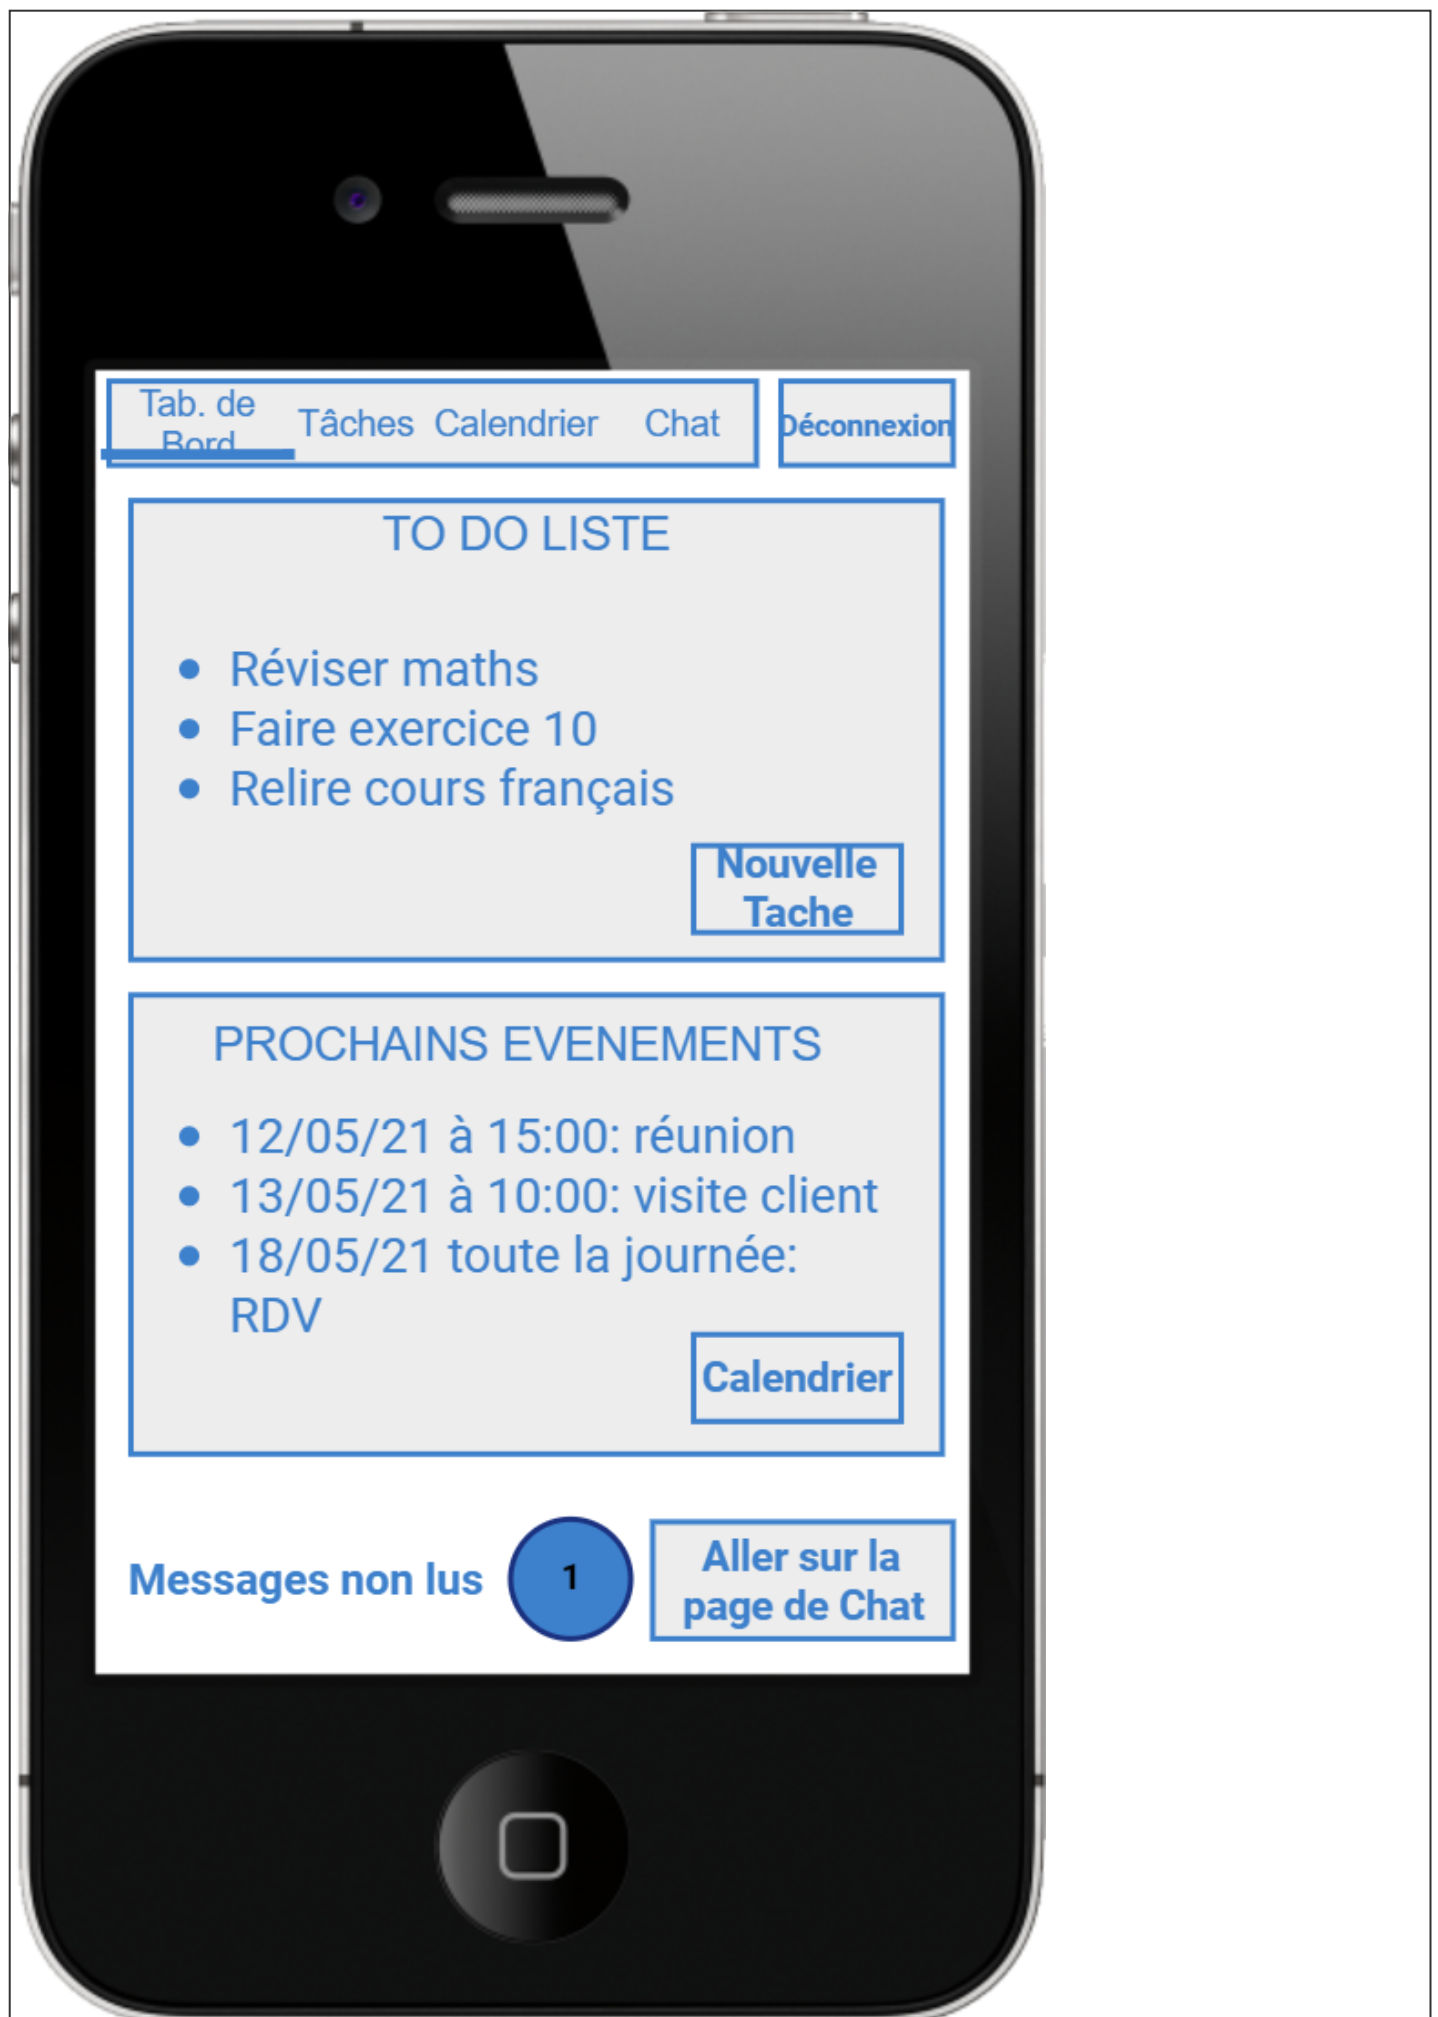 Tab. de
Bord
Tâches Calendrier Chat
Déconnexion
TO DO LISTE
Réviser maths
Faire exercice 10
Relire cours français
Nouvelle
Tache
PROCHAINS EVENEMENTS
12/05/21 à 15:00: réunion
13/05/21 à 10:00: visite client
18/05/21 toute la journée:
RDV
Calendrier
Messages non lus
1
Aller sur la
page de Chat